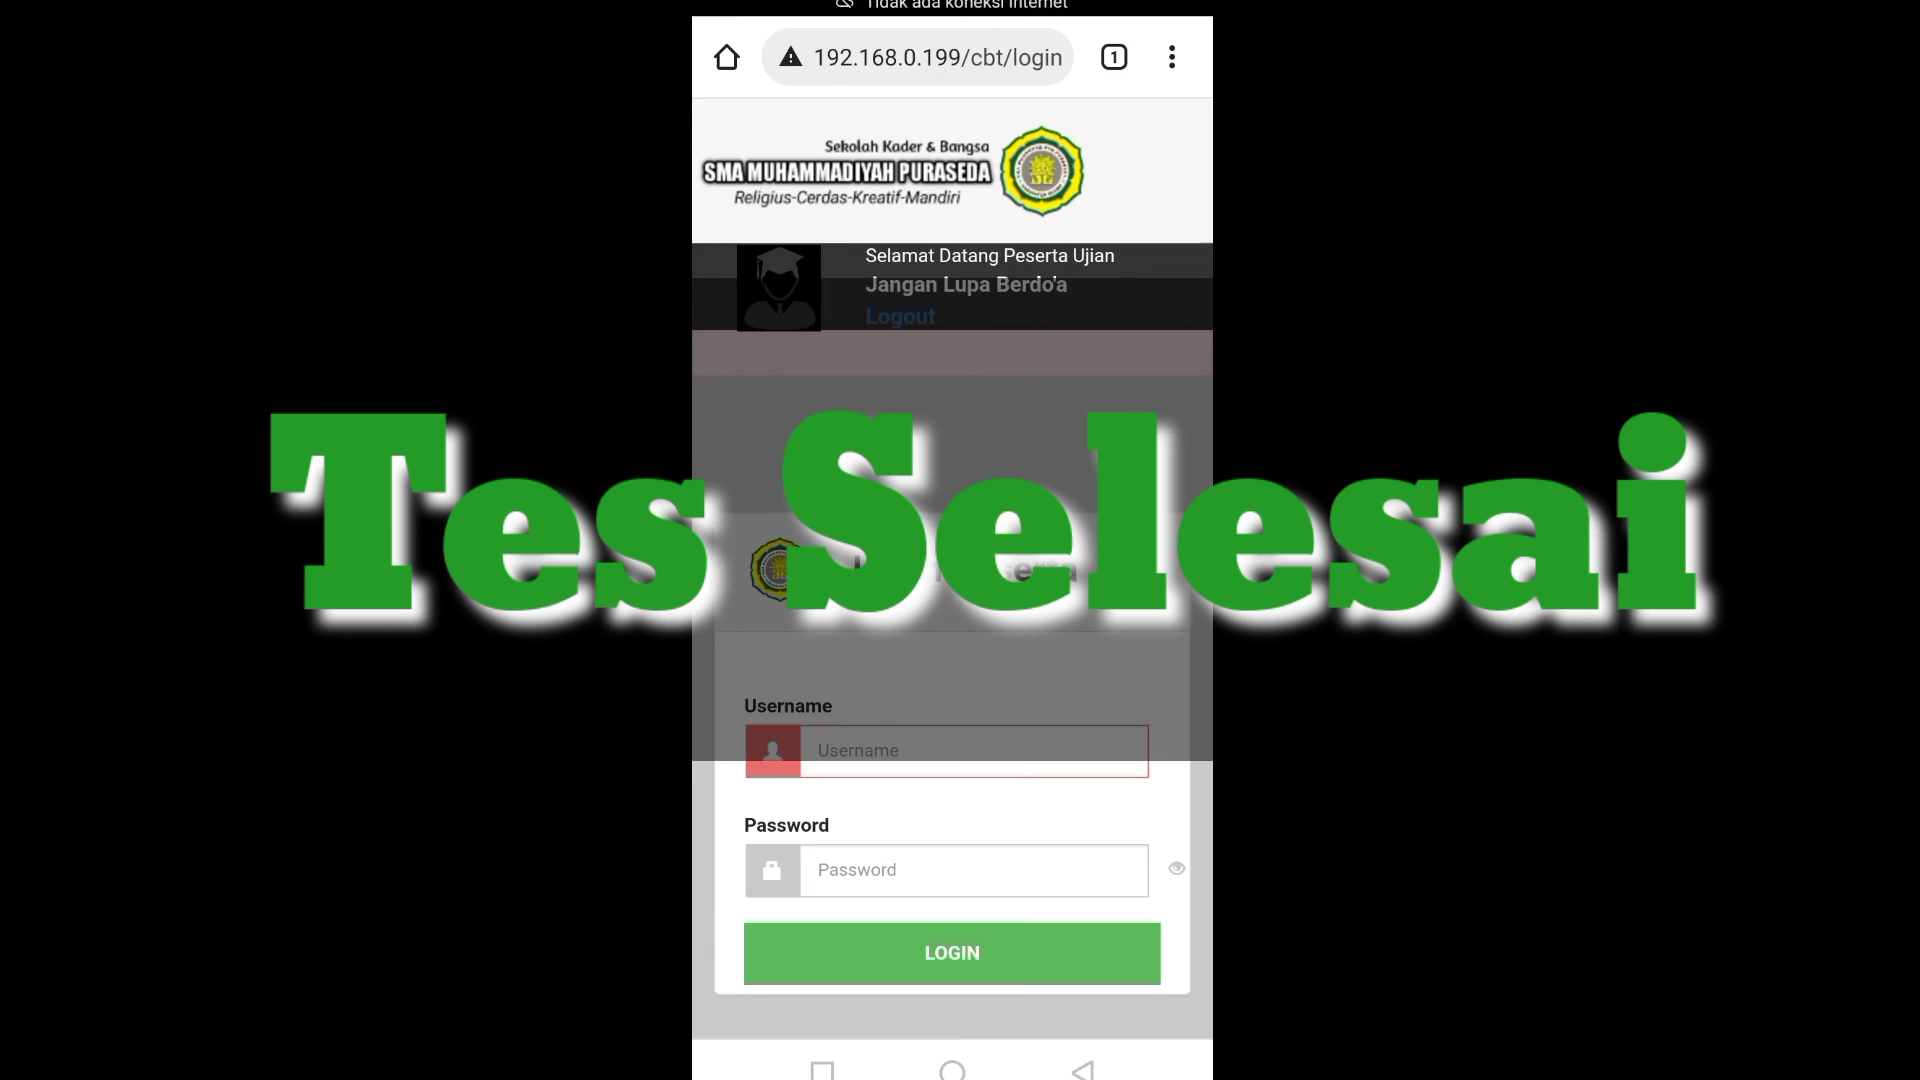 Tidak ada koneksi internet
192.168.0.199/cbt/login
1
Sekolah Kader & Bangsa
SMA MUHAMMADIYAH PURASEDA
Religius-Cerdas-Kreatif-Mandiri
Selamat Datang Peserta Ujian
Jangan Lupa Berdo'a
Logout
Tes Selesai
Username
Username
Password
Password
LOGIN